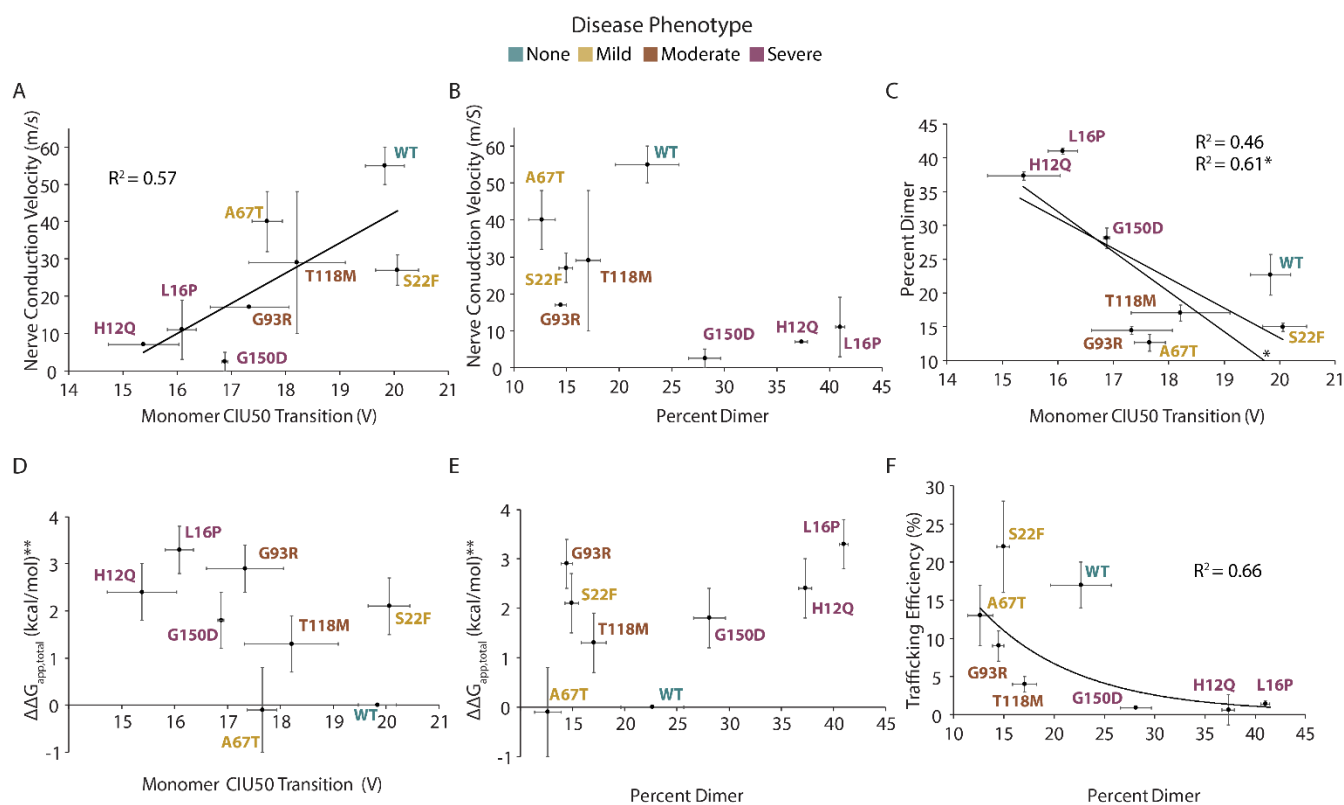 Disease Phenotype
None Mild Moderate Severe
A
Nerve Conduction Velocity (m/s)
70
60
50
40
30
20
10
0
14 15 16 17 18 19 20 21
Monomer CIU50 Transition (V)
R² = 0.57
WT
A67T
T118M
S22F
L16P
G93R
H12Q
G150D
B
Nerve Conudction Velocity (m/S)
70
60
50
40
30
20
10
0
10 15 20 25 30 35 40 45
Percent Dimer
WT
A67T
S22F
T118M
G93R
G150D
H12Q
L16P
C
Percent Dimer
45
40
35
30
25
20
15
10
14 15 16 17 18 19 20 21
Monomer CIU50 Transition (V)
R² = 0.46
R² = 0.61*
L16P
H12Q
G150D
WT
T118M
S22F
G93R
A67T
*
D
ΔΔGapp,total (kcal/mol)**
4
3
2
1
0
-1
15 16 17 18 19 20 21
Monomer CIU50 Transition (V)
L16P
G93R
H12Q
G150D
T118M
S22F
WT
A67T
E
ΔΔGapp,total (kcal/mol)**
4
3
2
1
0
-1
15 20 25 30 35 40 45
Percent Dimer
L16P
G93R
S22F
H12Q
T118M
G150D
A67T
WT
F
Trafficking Efficiency (%)
30
25
20
15
10
5
0
10 15 20 25 30 35 40 45
Percent Dimer
R² = 0.66
S22F
WT
A67T
G93R
T118M
G150D
H12Q
L16P